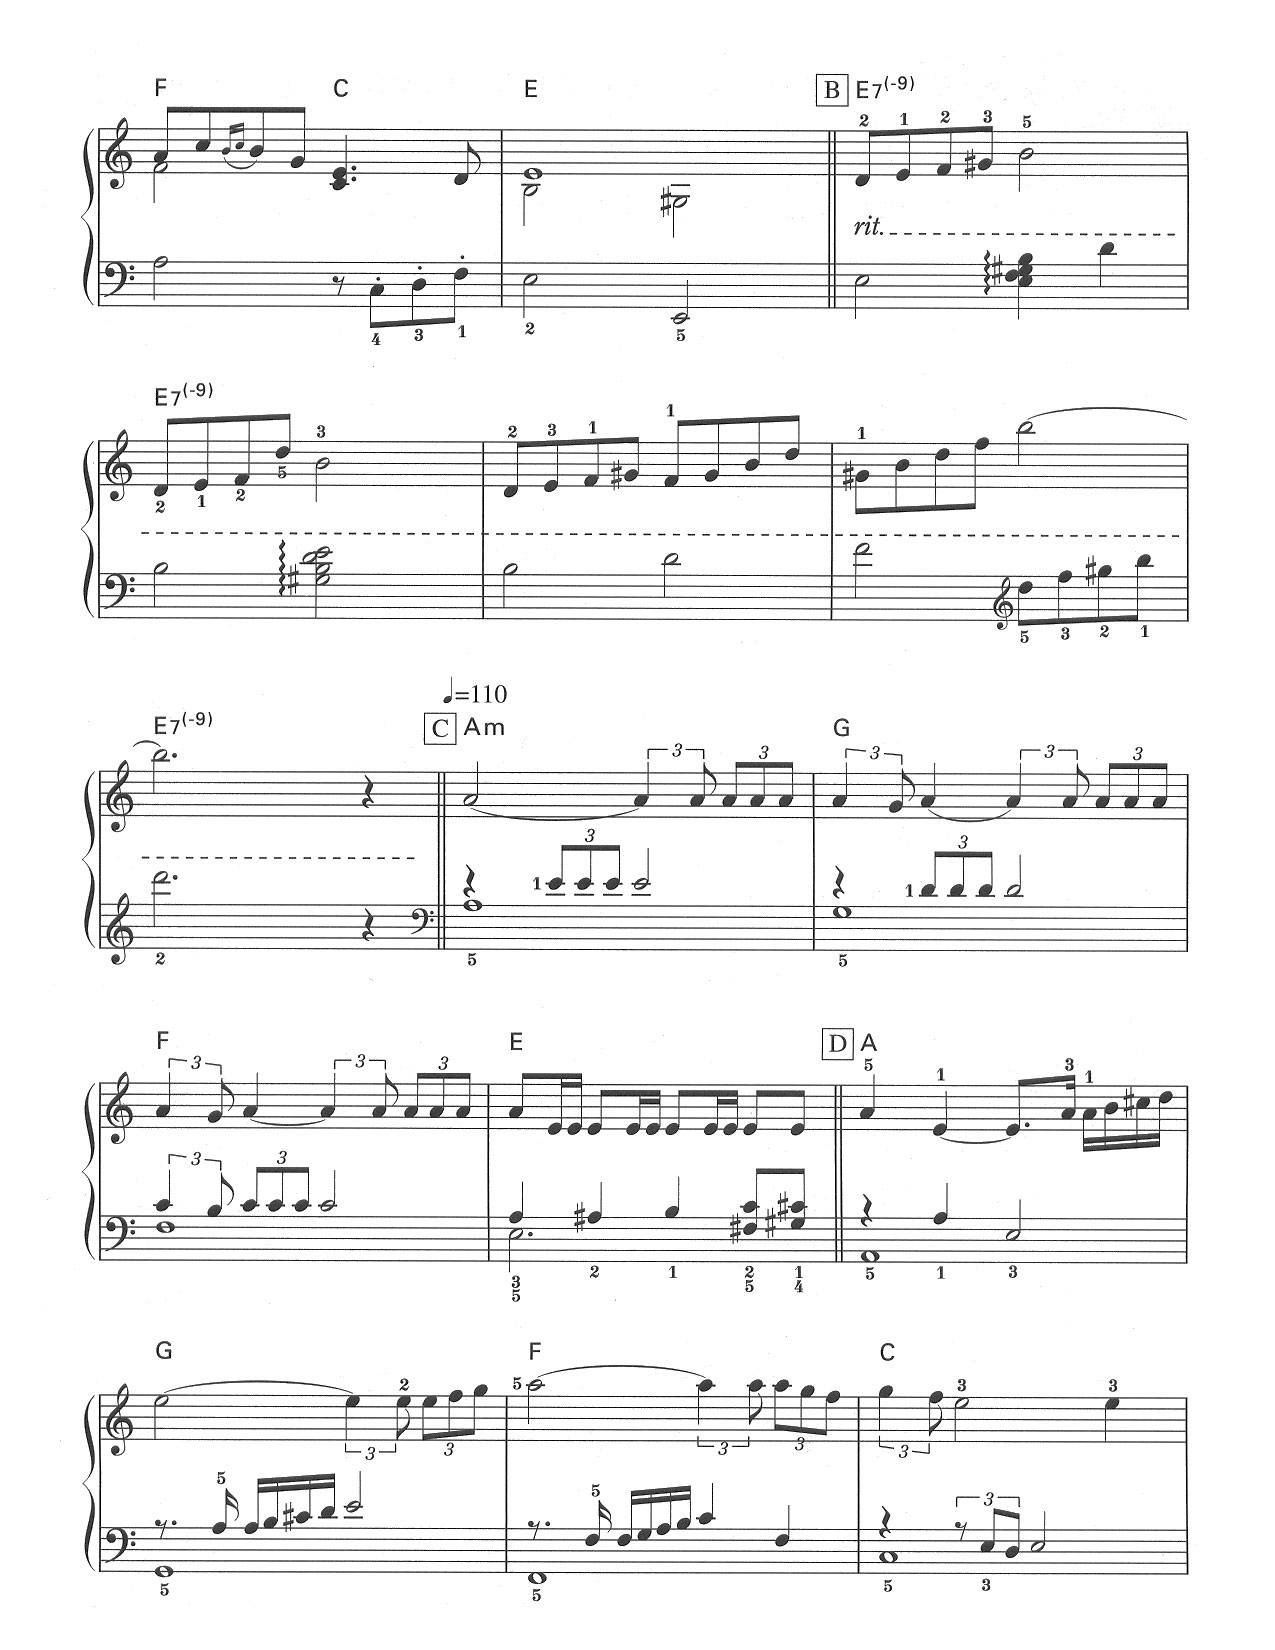 F C E B E7(-9)
2 1 2 3 5
rit.
4 3 1 2 5
E7(-9)
2 1 2 5 3 2 3 1 1 1
5 3 2 1
♩=110
E7(-9) C Am G
3 3 3 3 3
1 3 1 3
2 5 5
F E D A
3 3 3 5 1 3 1
3 3
3 5 2 1 2 5 1 4 5 1 3
G F C
2 5 3 3
3 3 3 3 3
5 5 3
5 5 5 3